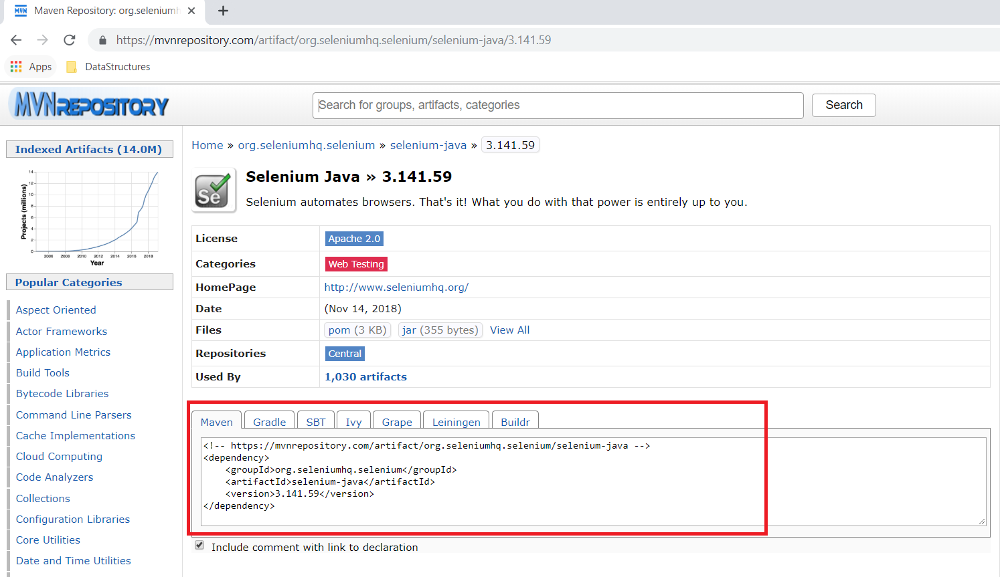 Maven Repository: org.seleniumh
https://mvnrepository.com/artifact/org.seleniumhq.selenium/selenium-java/3.141.59
Apps DataStructures
MVNREPOSITORY
Search for groups, artifacts, categories
Search
Indexed Artifacts (14.0M)
14
12
10
8
6
4
2
0
Projects (millions)
2006 2008 2010 2012 2014 2016 2018
Year
Popular Categories
Aspect Oriented
Actor Frameworks
Application Metrics
Build Tools
Bytecode Libraries
Command Line Parsers
Cache Implementations
Cloud Computing
Code Analyzers
Collections
Configuration Libraries
Core Utilities
Date and Time Utilities
Home » org.seleniumhq.selenium » selenium-java » 3.141.59
Se
Selenium Java » 3.141.59
Selenium automates browsers. That's it! What you do with that power is entirely up to you.
License Apache 2.0
Categories Web Testing
HomePage http://www.seleniumhq.org/
Date (Nov 14, 2018)
Files pom (3 KB) jar (355 bytes) View All
Repositories Central
Used By 1,030 artifacts
Maven Gradle SBT Ivy Grape Leiningen Buildr
<!-- https://mvnrepository.com/artifact/org.seleniumhq.selenium/selenium-java -->
<dependency>
    <groupId>org.seleniumhq.selenium</groupId>
    <artifactId>selenium-java</artifactId>
    <version>3.141.59</version>
</dependency>
Include comment with link to declaration